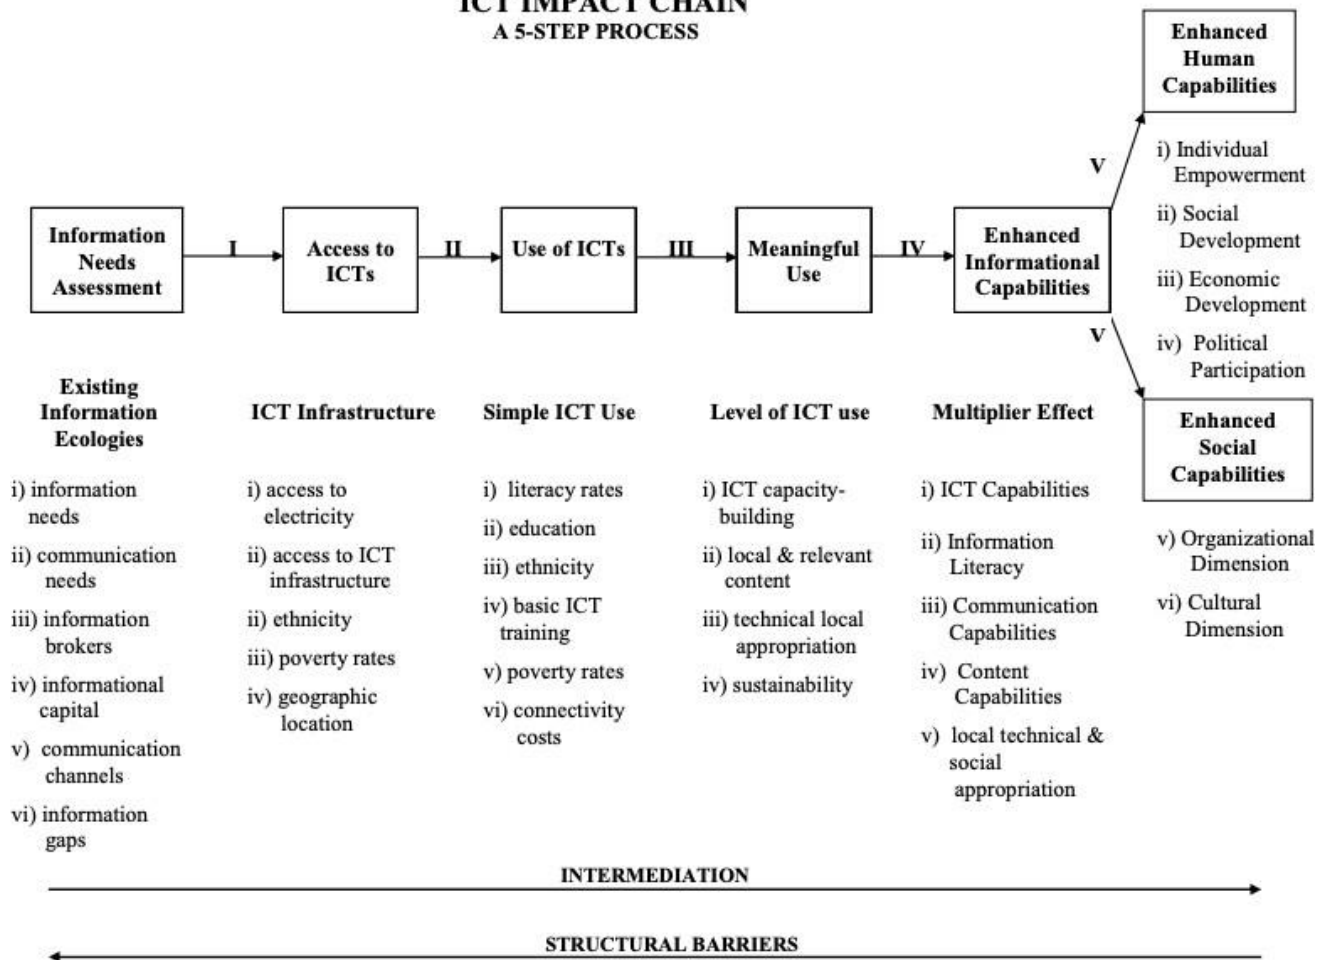 ICT IMPACT CHAIN
A 5-STEP PROCESS
Information
Needs
Assessment
I
Access to
ICTs
II
Use of ICTs
III
Meaningful
Use
IV
Enhanced
Informational
Capabilities
V
V
Enhanced
Human
Capabilities
i) Individual
Empowerment
ii) Social
Development
iii) Economic
Development
iv) Political
Participation
Enhanced
Social
Capabilities
v) Organizational
Dimension
vi) Cultural
Dimension
Existing
Information
Ecologies
i) information
needs
ii) communication
needs
iii) information
brokers
iv) informational
capital
v) communication
channels
vi) information
gaps
ICT Infrastructure
i) access to
electricity
ii) access to ICT
infrastructure
ii) ethnicity
iii) poverty rates
iv) geographic
location
Simple ICT Use
i) literacy rates
ii) education
iii) ethnicity
iv) basic ICT
training
v) poverty rates
vi) connectivity
costs
Level of ICT use
i) ICT capacity-
building
ii) local & relevant
content
iii) technical local
appropriation
iv) sustainability
Multiplier Effect
i) ICT Capabilities
ii) Information
Literacy
iii) Communication
Capabilities
iv) Content
Capabilities
v) local technical &
social
appropriation
INTERMEDIATION
STRUCTURAL BARRIERS